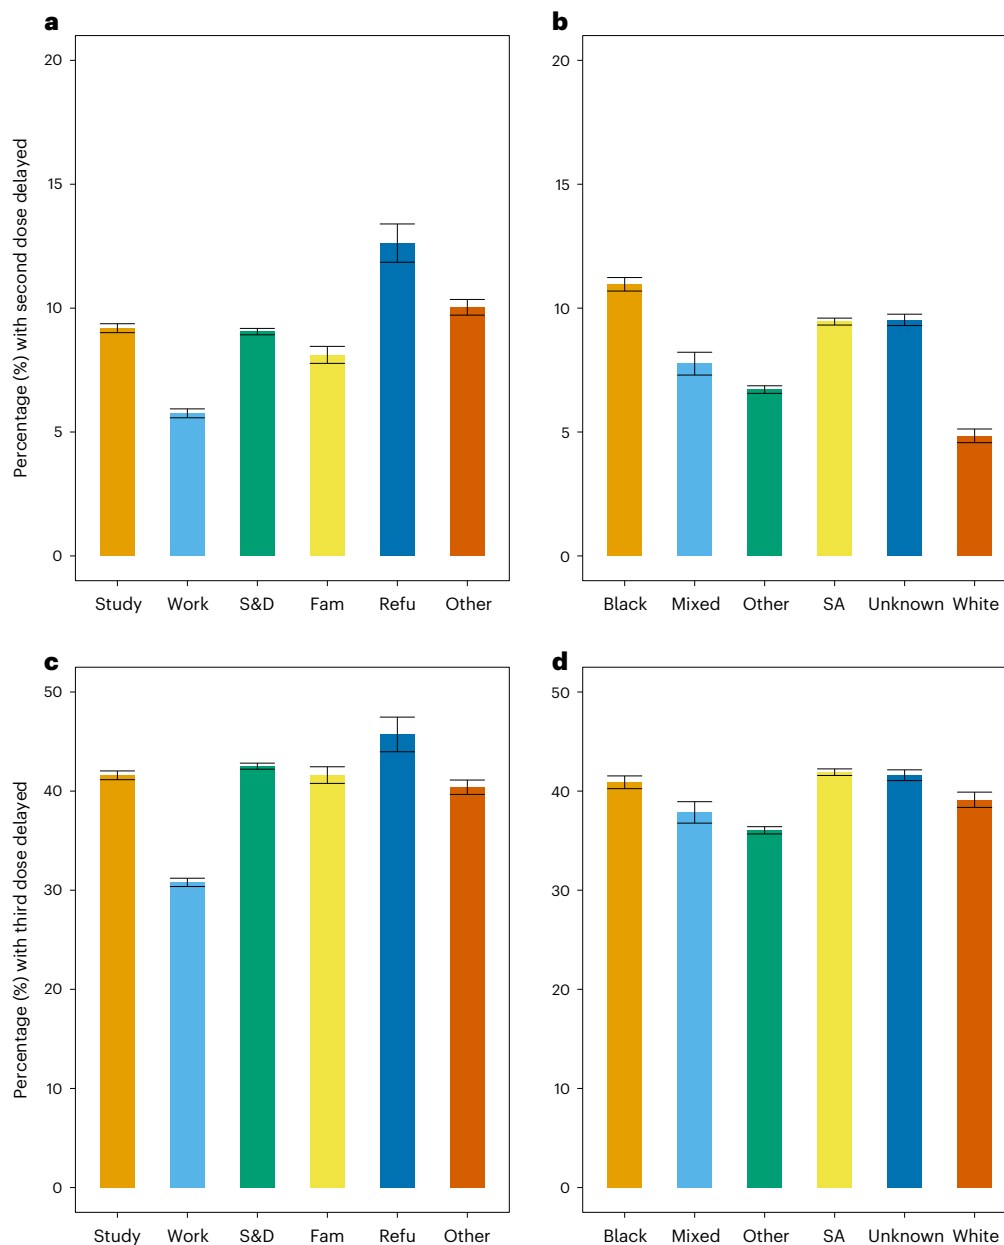 a
Percentage (%) with second dose delayed
20
15
10
5
0
Study Work S&D Fam Refu Other
b
20
15
10
5
0
Black Mixed Other SA Unknown White
c
Percentage (%) with third dose delayed
50
40
30
20
10
0
Study Work S&D Fam Refu Other
d
50
40
30
20
10
0
Black Mixed Other SA Unknown White